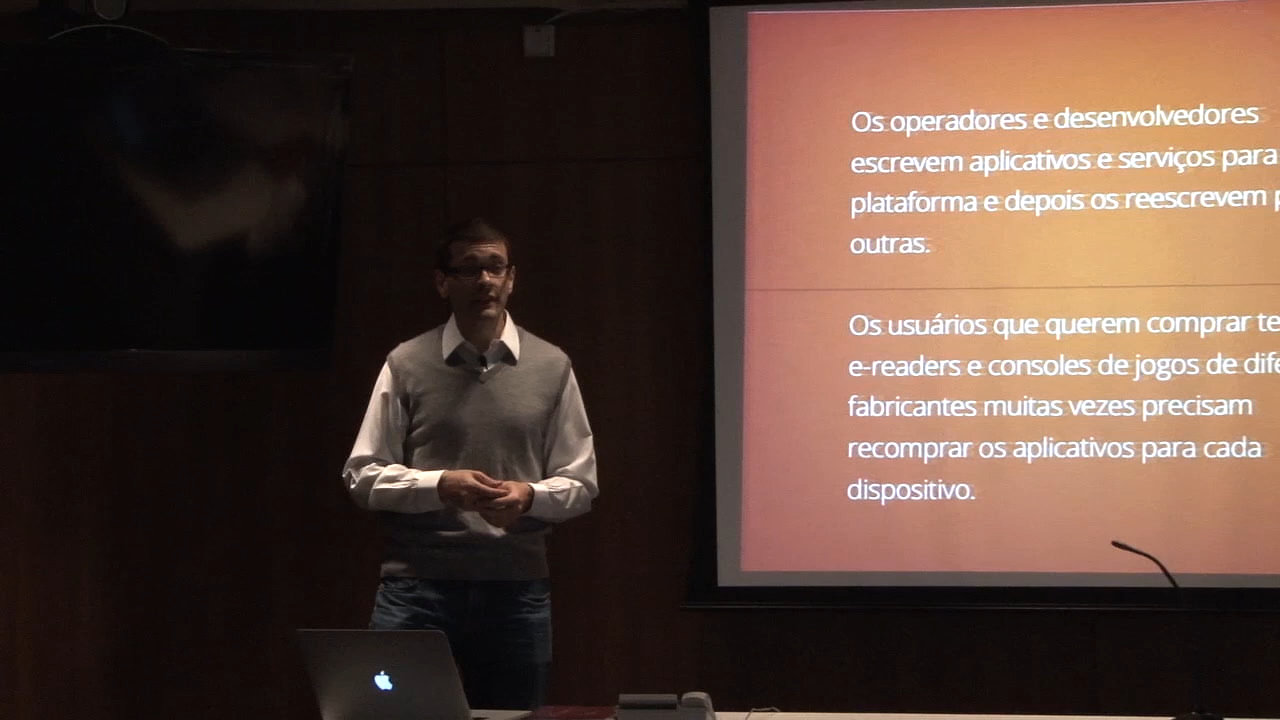 Os operadores e desenvolvedores
escrevem aplicativos e serviços para
plataforma e depois os reescrevem
outras.
Os usuários que querem comprar
e-readers e consoles de jogos de
fabricantes muitas vezes precisam
recomprar os aplicativos para cada
dispositivo.